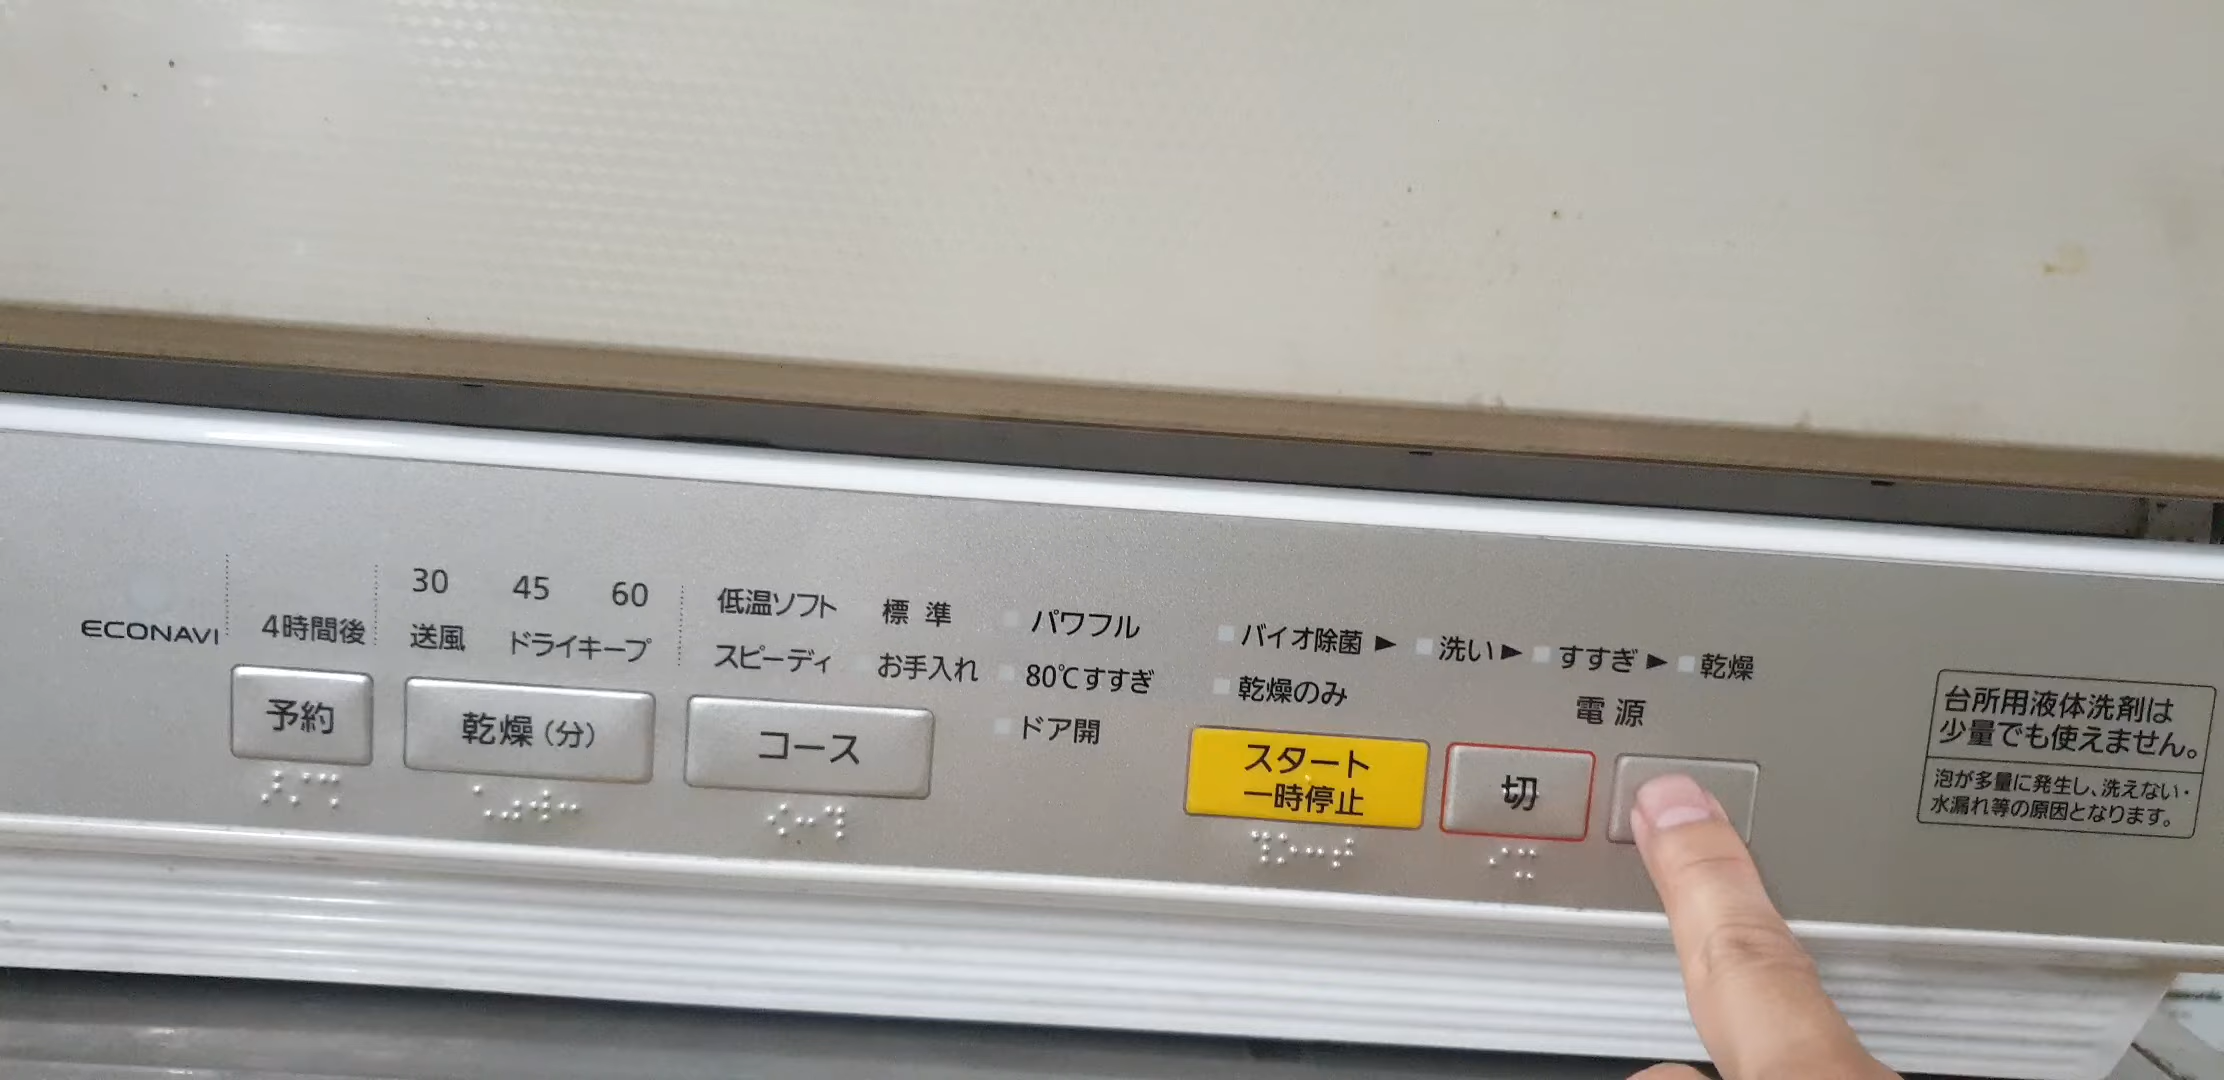 ECONAVI
4時間後
予約
30 45 60
送風 ドライキープ
乾燥(分)
低温ソフト 標準 パワフル
スピーディ お手入れ 80℃すすぎ
ドア開
コース
バイオ除菌 ▶ 洗い ▶ すすぎ ▶ 乾燥
乾燥のみ
電源
スタート
一時停止
切
台所用液体洗剤は
少量でも使えません。
泡が多量に発生し、洗えない・
水漏れ等の原因となります。